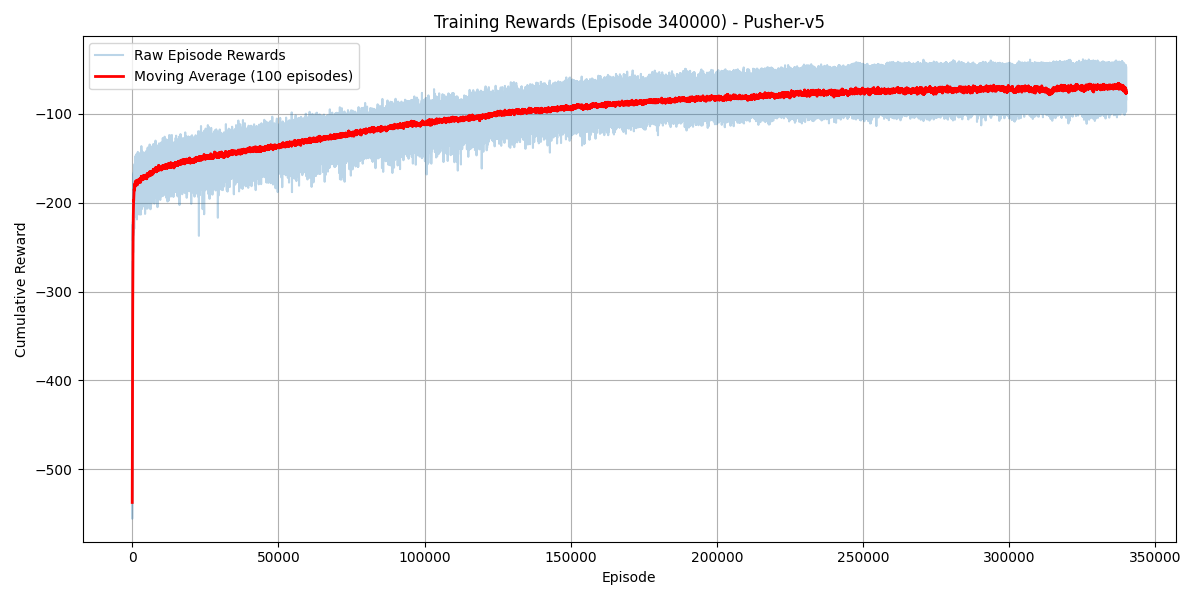 Training Rewards (Episode 340000) - Pusher-v5
Raw Episode Rewards
Moving Average (100 episodes)
Cumulative Reward
−100
−200
−300
−400
−500
0
50000
100000
150000
200000
250000
300000
350000
Episode